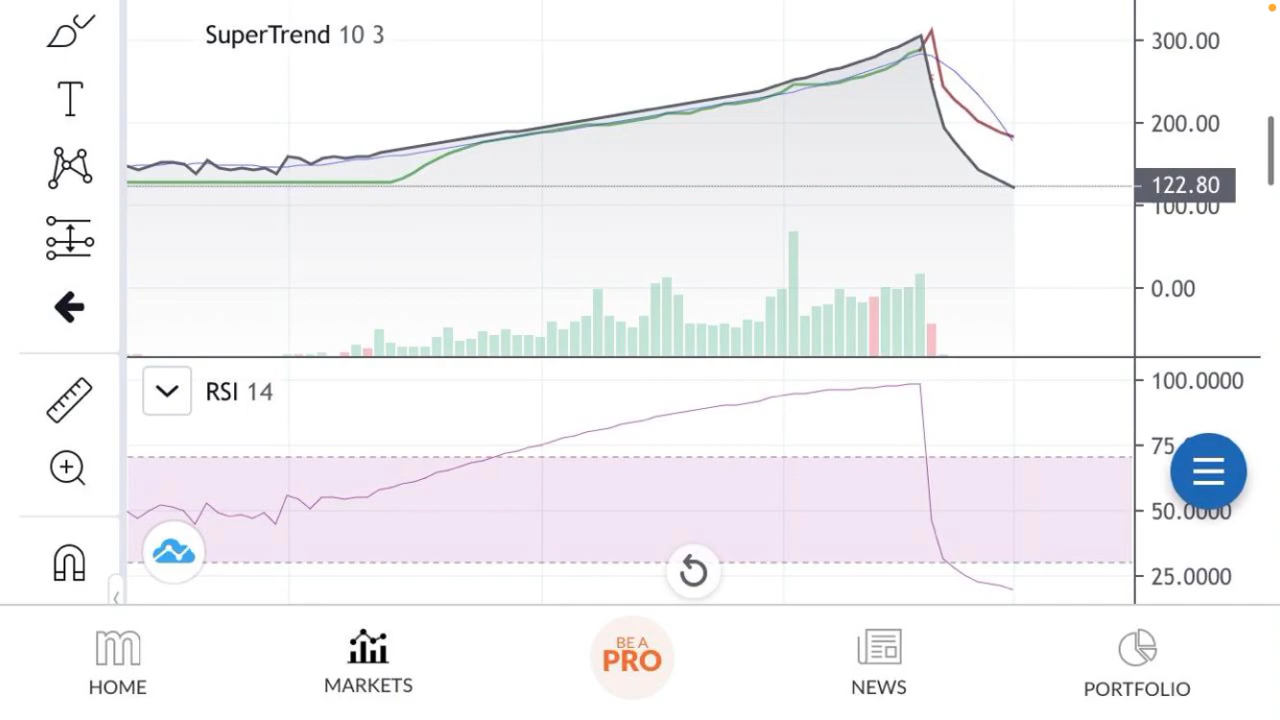 SuperTrend 10 3
300.00
200.00
122.80
100.00
0.00
RSI 14
100.0000
75.
50.0000
25.0000
BE A
PRO
HOME
MARKETS
NEWS
PORTFOLIO